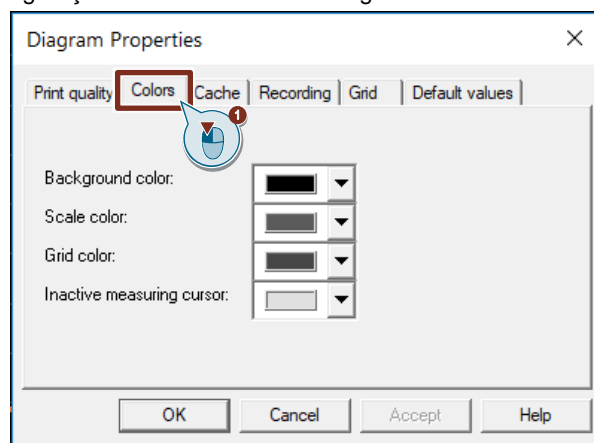 Diagram Properties
Print quality Colors Cache Recording Grid Default values
1
Background color:
Scale color:
Grid color:
Inactive measuring cursor:
OK Cancel Accept Help